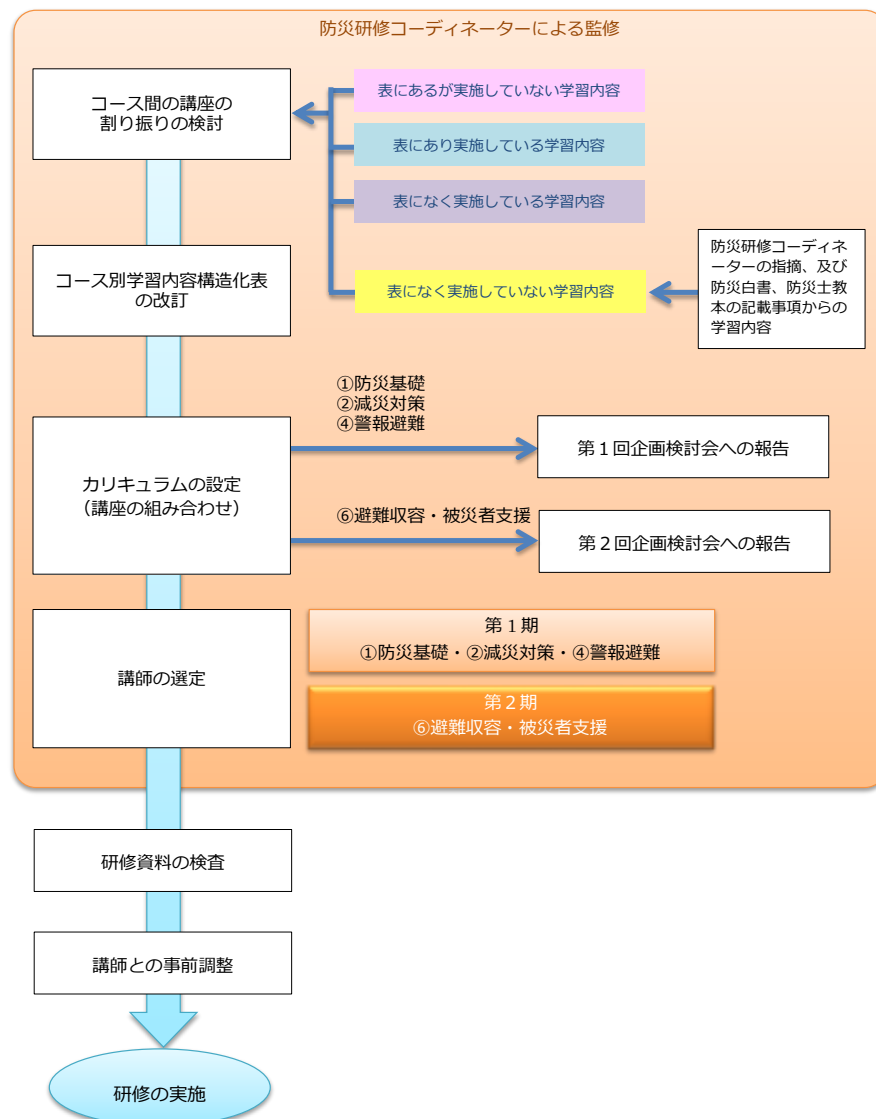 防災研修コーディネーターによる監修
コース間の講座の
割り振りの検討
表にあるが実施していない学習内容
表にあり実施している学習内容
表になく実施している学習内容
表になく実施していない学習内容
防災研修コーディネ
ーターの指摘、及び
防災白書、防災士教
本の記載事項からの
学習内容
コース別学習内容構造化表
の改訂
カリキュラムの設定
（講座の組み合わせ）
①防災基礎
②減災対策
④警報避難
第１回企画検討会への報告
⑥避難収容・被災者支援
第２回企画検討会への報告
講師の選定
第１期
①防災基礎・②減災対策・④警報避難
第２期
⑥避難収容・被災者支援
研修資料の検査
講師との事前調整
研修の実施